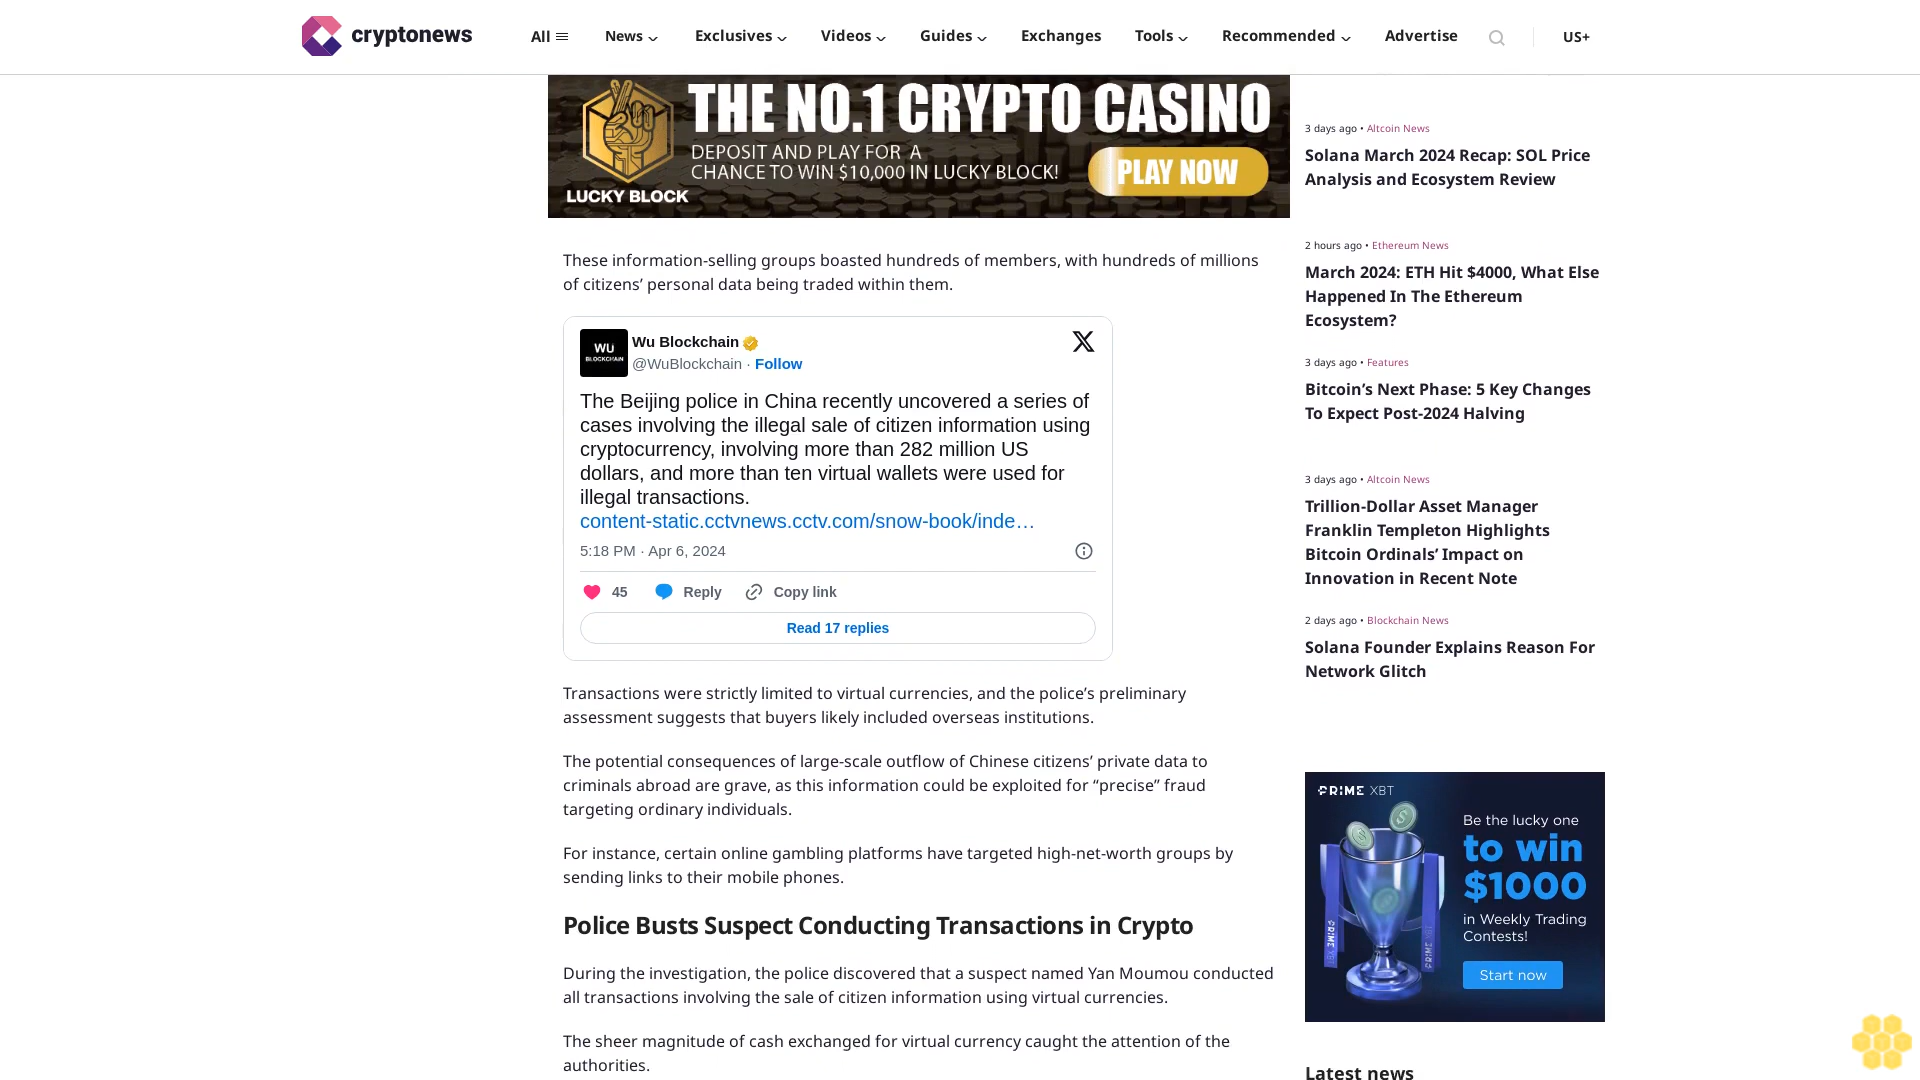 cryptonews
All
News
Exclusives
Videos
Guides
Exchanges
Tools
Recommended
Advertise
US+
THE NO.1 CRYPTO CASINO
DEPOSIT AND PLAY FOR A
CHANCE TO WIN $10,000 IN LUCKY BLOCK!
PLAY NOW
LUCKY BLOCK
These information-selling groups boasted hundreds of members, with hundreds of millions
of citizens’ personal data being traded within them.
WU
BLOCKCHAIN
Wu Blockchain
@WuBlockchain · Follow
The Beijing police in China recently uncovered a series of
cases involving the illegal sale of citizen information using
cryptocurrency, involving more than 282 million US
dollars, and more than ten virtual wallets were used for
illegal transactions.
content-static.cctvnews.cctv.com/snow-book/inde…
5:18 PM · Apr 6, 2024
45
Reply
Copy link
Read 17 replies
Transactions were strictly limited to virtual currencies, and the police’s preliminary
assessment suggests that buyers likely included overseas institutions.
The potential consequences of large-scale outflow of Chinese citizens’ private data to
criminals abroad are grave, as this information could be exploited for “precise” fraud
targeting ordinary individuals.
For instance, certain online gambling platforms have targeted high-net-worth groups by
sending links to their mobile phones.
Police Busts Suspect Conducting Transactions in Crypto
During the investigation, the police discovered that a suspect named Yan Moumou conducted
all transactions involving the sale of citizen information using virtual currencies.
The sheer magnitude of cash exchanged for virtual currency caught the attention of the
authorities.
3 days ago • Altcoin News
Solana March 2024 Recap: SOL Price
Analysis and Ecosystem Review
2 hours ago • Ethereum News
March 2024: ETH Hit $4000, What Else
Happened In The Ethereum
Ecosystem?
3 days ago • Features
Bitcoin’s Next Phase: 5 Key Changes
To Expect Post-2024 Halving
3 days ago • Altcoin News
Trillion-Dollar Asset Manager
Franklin Templeton Highlights
Bitcoin Ordinals’ Impact on
Innovation in Recent Note
2 days ago • Blockchain News
Solana Founder Explains Reason For
Network Glitch
PRIME XBT
Be the lucky one
to win
$1000
in Weekly Trading
Contests!
Start now
Latest news